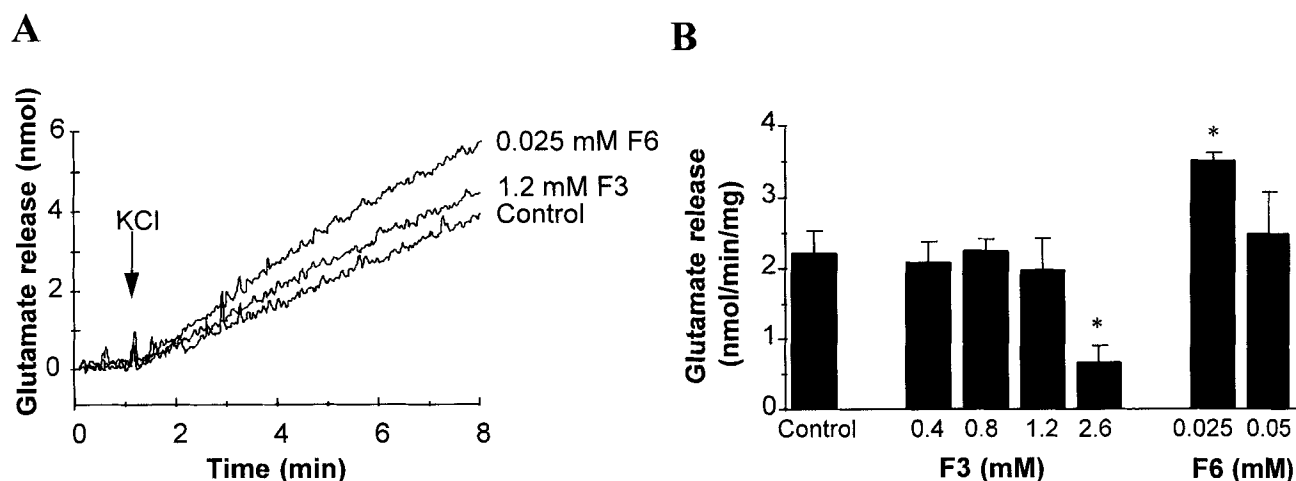 A
Glutamate release (nmol)
6
4
2
0
KCl
0.025 mM F6
1.2 mM F3
Control
0 2 4 6 8
Time (min)
B
Glutamate release
(nmol/min/mg)
4
3
2
1
0
*
*
Control 0.4 0.8 1.2 2.6 0.025 0.05
F3 (mM) F6 (mM)